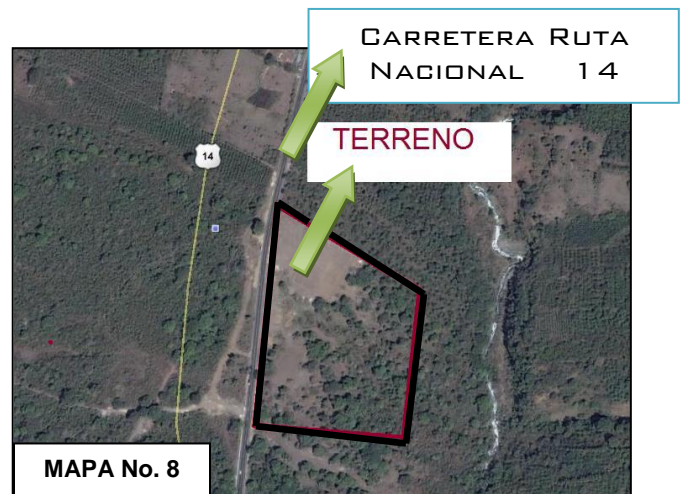 CARRETERA RUTA
NACIONAL 14
TERRENO
14
MAPA No. 8